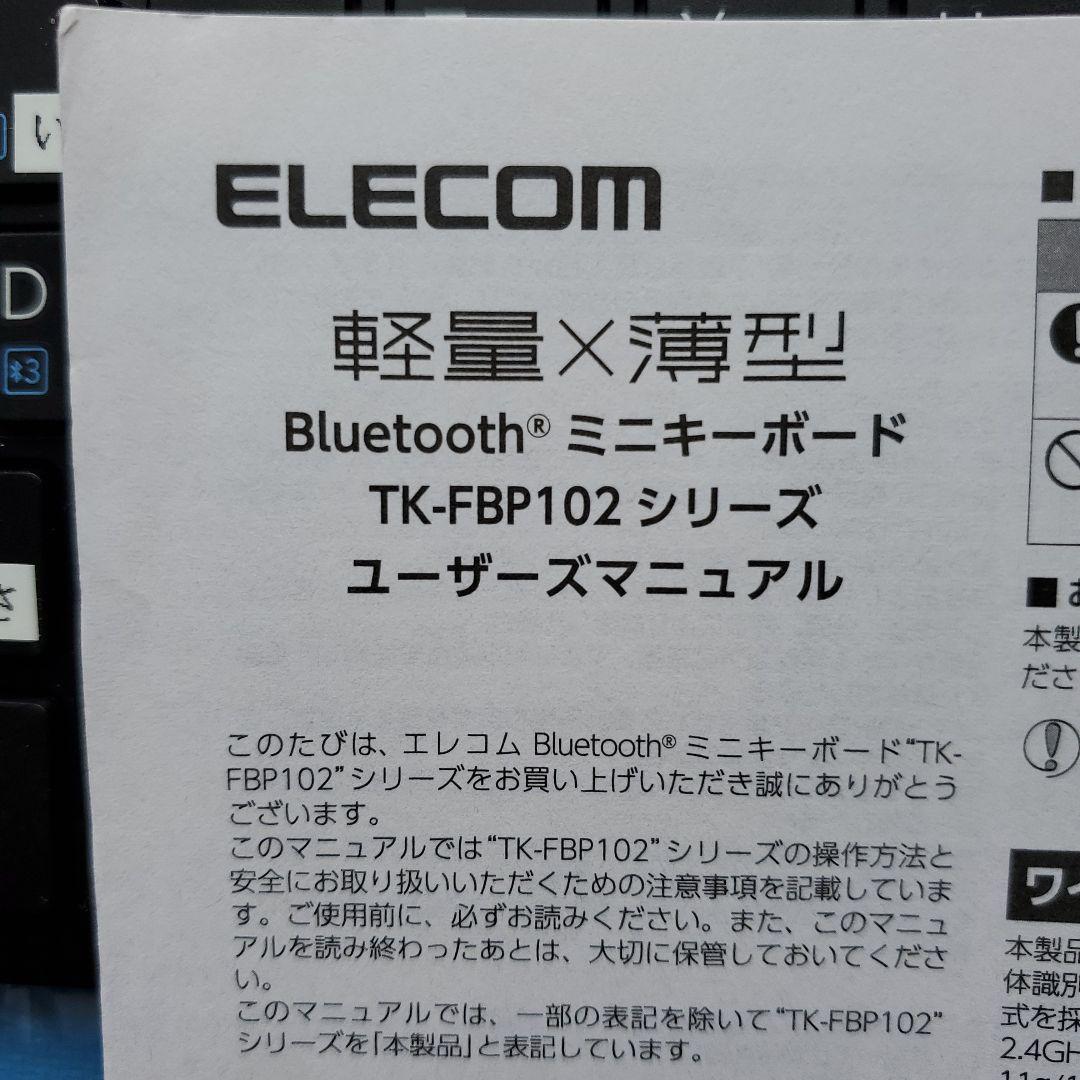 い
D
3
さ
ELECOM
軽量×薄型
Bluetooth® ミニキーボード
TK-FBP102 シリーズ
ユーザーズマニュアル
このたびは、エレコム Bluetooth® ミニキーボード“TK-
FBP102”シリーズをお買い上げいただき誠にありがとう
ございます。
このマニュアルでは“TK-FBP102”シリーズの操作方法と
安全にお取り扱いいただくための注意事項を記載していま
す。ご使用前に、必ずお読みください。また、このマニュ
アルを読み終わったあとは、大切に保管しておいてくださ
い。
このマニュアルでは、一部の表記を除いて“TK-FBP102”
シリーズを「本製品」と表記しています。
■
■お
本製
ださ
ワイ
本製品
体識別
式を採
2.4GH